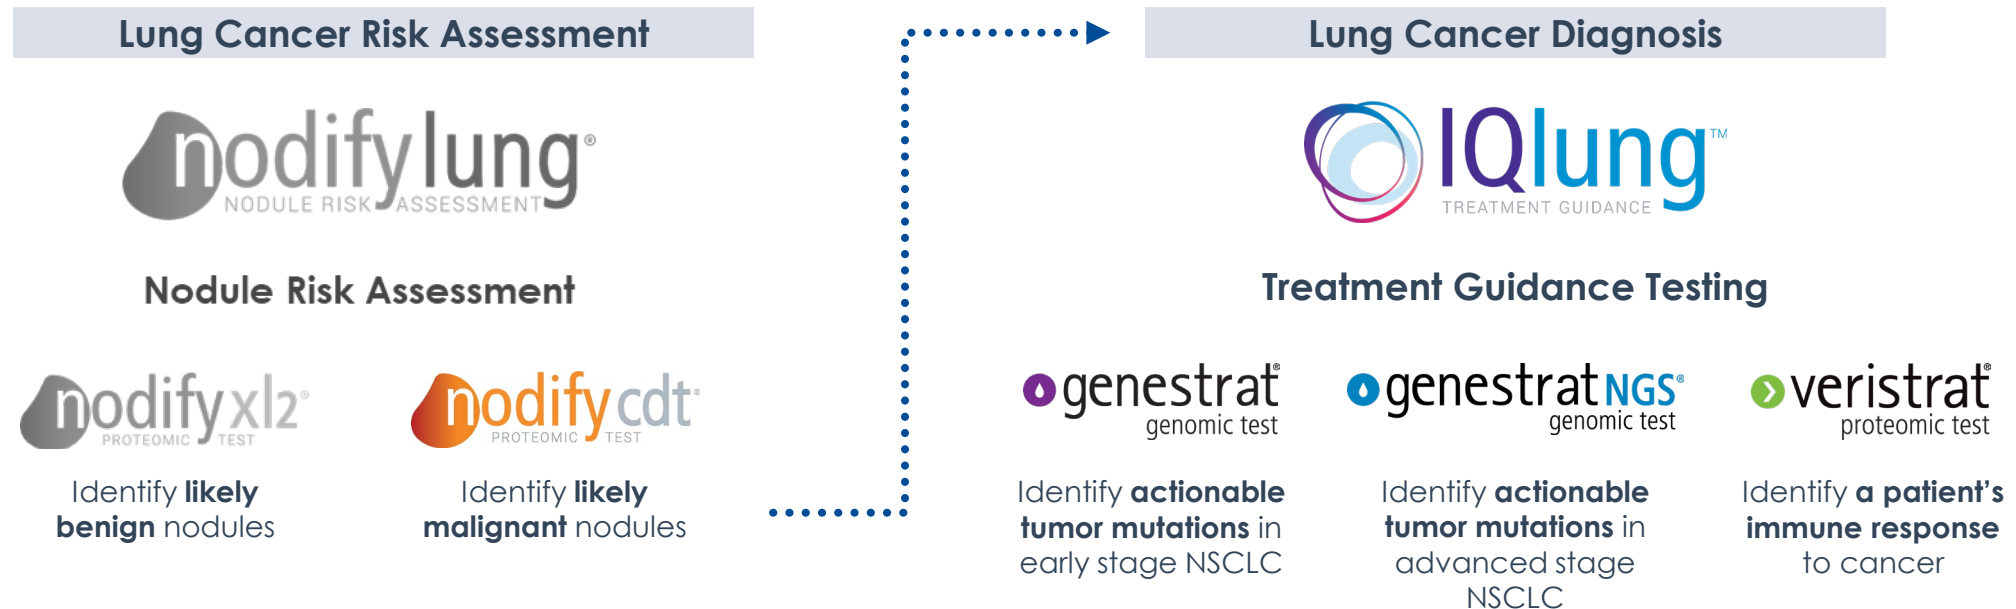 Lung Cancer Risk Assessment
nodifylung®
NODULE RISK ASSESSMENT
Nodule Risk Assessment
nodifyxl2®
PROTEOMIC TEST
Identify likely
benign nodules
nodifycdt®
PROTEOMIC TEST
Identify likely
malignant nodules
Lung Cancer Diagnosis
IQlung™
TREATMENT GUIDANCE
Treatment Guidance Testing
genestrat®
genomic test
Identify actionable
tumor mutations in
early stage NSCLC
genestrat NGS®
genomic test
Identify actionable
tumor mutations in
advanced stage
NSCLC
veristrat®
proteomic test
Identify a patient’s
immune response
to cancer